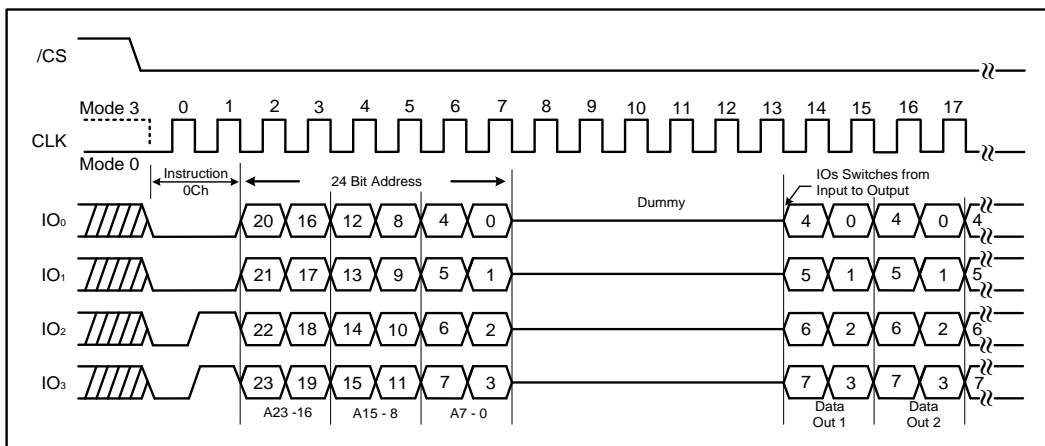 /CS
Mode 3 0 1 2 3 4 5 6 7 8 9 10 11 12 13 14 15 16 17
CLK
Mode 0
Instruction
0Ch
24 Bit Address
IOs Switches from
Input to Output
Dummy
IO0 20 16 12 8 4 0 4 0 4 0 4
IO1 21 17 13 9 5 1 5 1 5 1 5
IO2 22 18 14 10 6 2 6 2 6 2 6
IO3 23 19 15 11 7 3 7 3 7 3 7
A23 -16 A15 - 8 A7 - 0
Data
Out 1
Data
Out 2